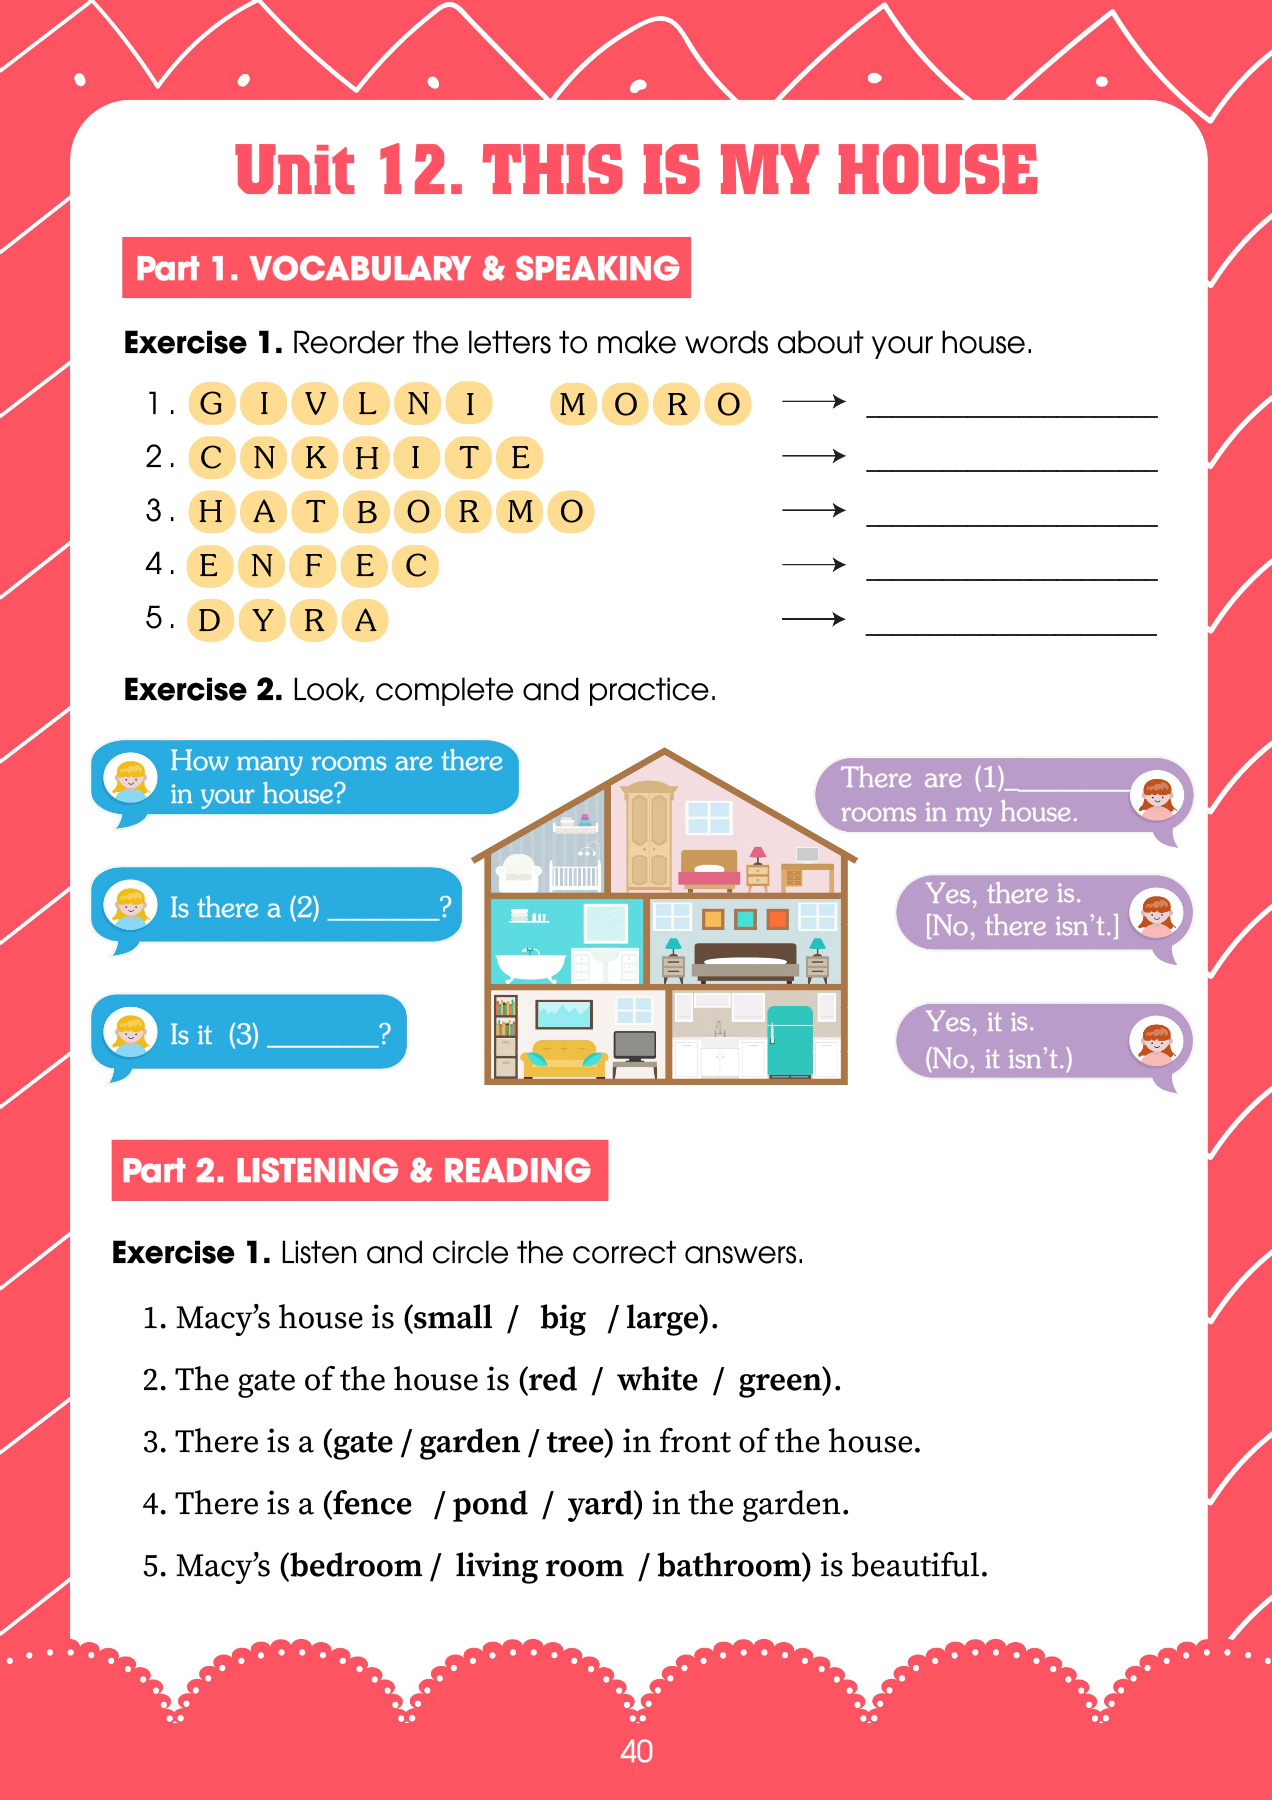 Unit 12. THIS IS MY HOUSE
Part 1. VOCABULARY & SPEAKING
Exercise 1. Reorder the letters to make words about your house.
1. G I V L N I M O R O ____________________
2. C N K H I T E ____________________
3. H A T B O R M O ____________________
4. E N F E C ____________________
5. D Y R A ____________________
Exercise 2. Look, complete and practice.
How many rooms are there
in your house?
There are (1)_________
rooms in my house.
Is there a (2) ________?
Yes, there is.
[No, there isn't.]
Is it (3) ________?
Yes, it is.
(No, it isn't.)
Part 2. LISTENING & READING
Exercise 1. Listen and circle the correct answers.
1. Macy's house is (small / big / large).
2. The gate of the house is (red / white / green).
3. There is a (gate / garden / tree) in front of the house.
4. There is a (fence / pond / yard) in the garden.
5. Macy's (bedroom / living room / bathroom) is beautiful.
40